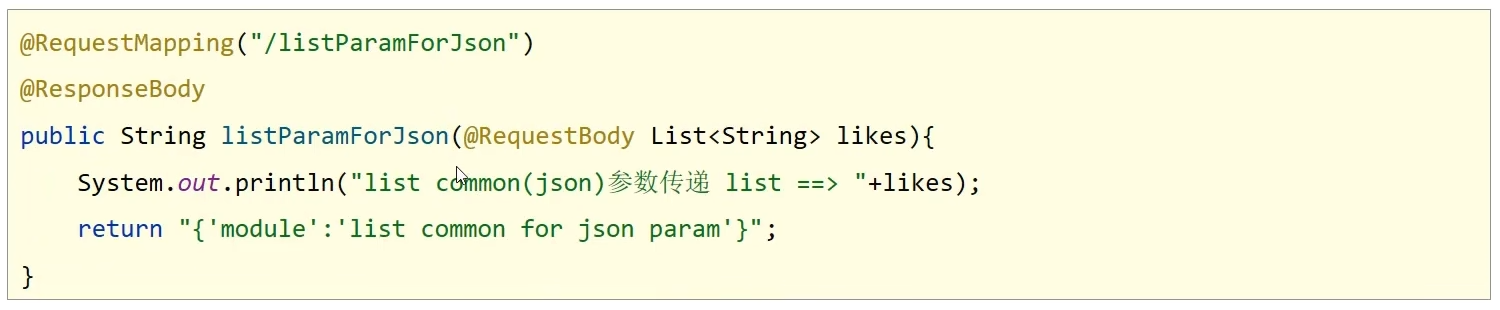 @RequestMapping("/listParamForJson")
@ResponseBody
public String listParamForJson(@RequestBody List<String> likes){
    System.out.println("list common(json)参数传递 list ==> "+likes);
    return "{'module':'list common for json param'}";
}